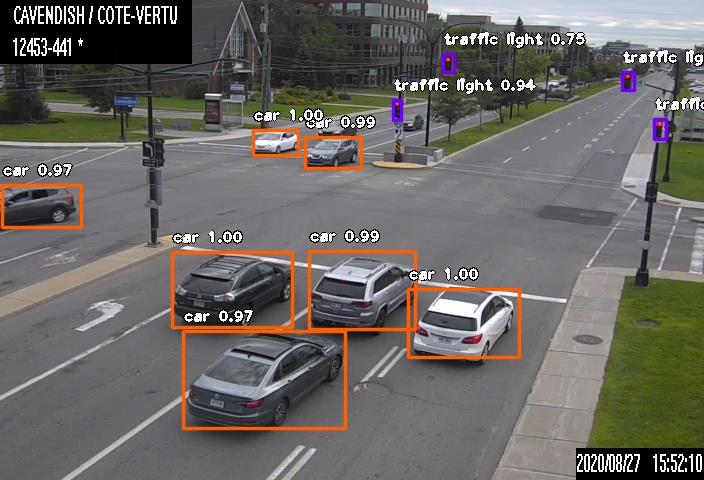 CAVENDISH / COTE-VERTU
12453-441 *
traffic light 0.75
traffic lig
traffic light 0.94
traffic
car 1.00
car 0.99
car 0.97
car 1.00
car 0.99
car 1.00
car 0.97
2020/08/27 15:52:10